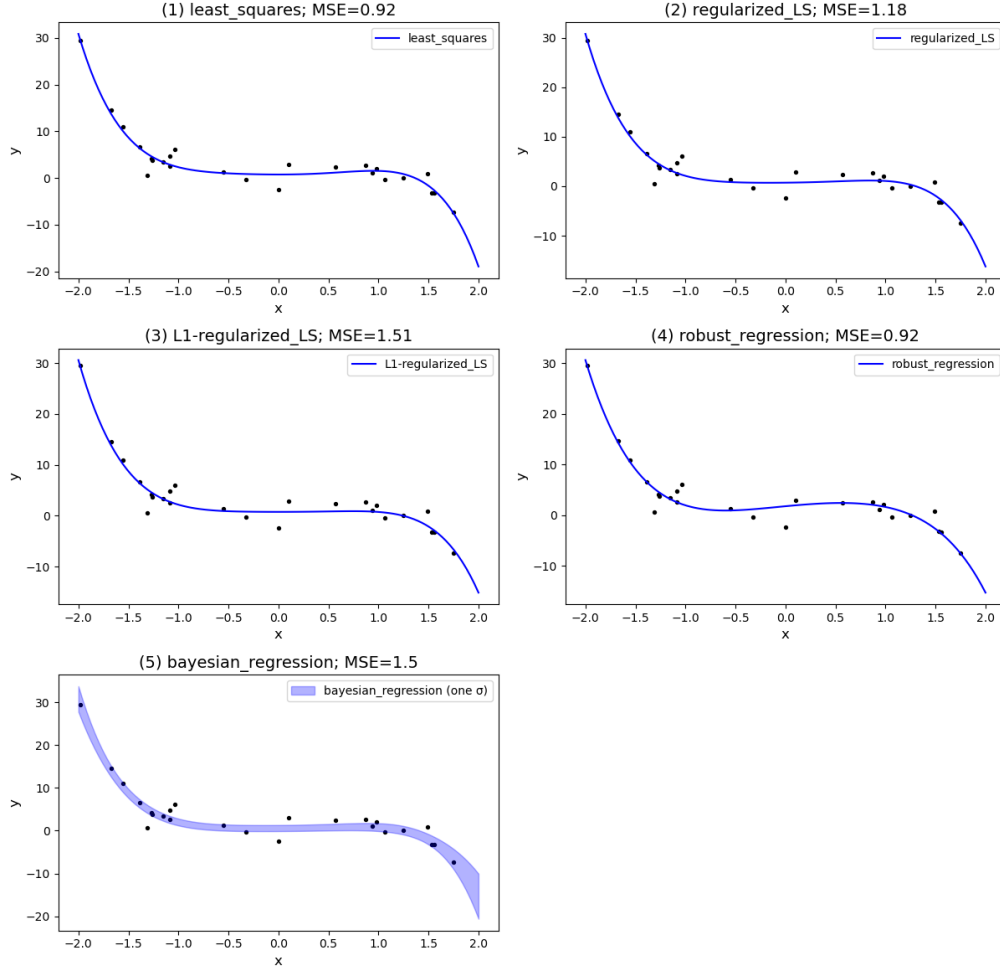 (1) least_squares; MSE=0.92
least_squares
30
20
10
0
−10
−20
y
−2.0 −1.5 −1.0 −0.5 0.0 0.5 1.0 1.5 2.0
x
(2) regularized_LS; MSE=1.18
regularized_LS
30
20
10
0
−10
y
−2.0 −1.5 −1.0 −0.5 0.0 0.5 1.0 1.5 2.0
x
(3) L1-regularized_LS; MSE=1.51
L1-regularized_LS
30
20
10
0
−10
y
−2.0 −1.5 −1.0 −0.5 0.0 0.5 1.0 1.5 2.0
x
(4) robust_regression; MSE=0.92
robust_regression
30
20
10
0
−10
y
−2.0 −1.5 −1.0 −0.5 0.0 0.5 1.0 1.5 2.0
x
(5) bayesian_regression; MSE=1.5
bayesian_regression (one σ)
30
20
10
0
−10
−20
y
−2.0 −1.5 −1.0 −0.5 0.0 0.5 1.0 1.5 2.0
x